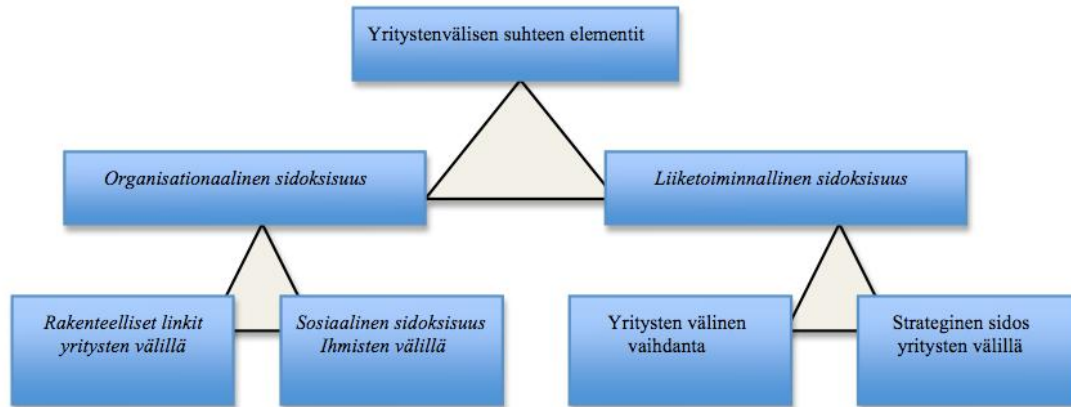 Yritystenvälisen suhteen elementit
Organisationaalinen sidoksisuus
Liiketoiminnallinen sidoksisuus
Rakenteelliset linkit
yritysten välillä
Sosiaalinen sidoksisuus
Ihmisten välillä
Yritysten välinen
vaihdanta
Strateginen sidos
yritysten välillä